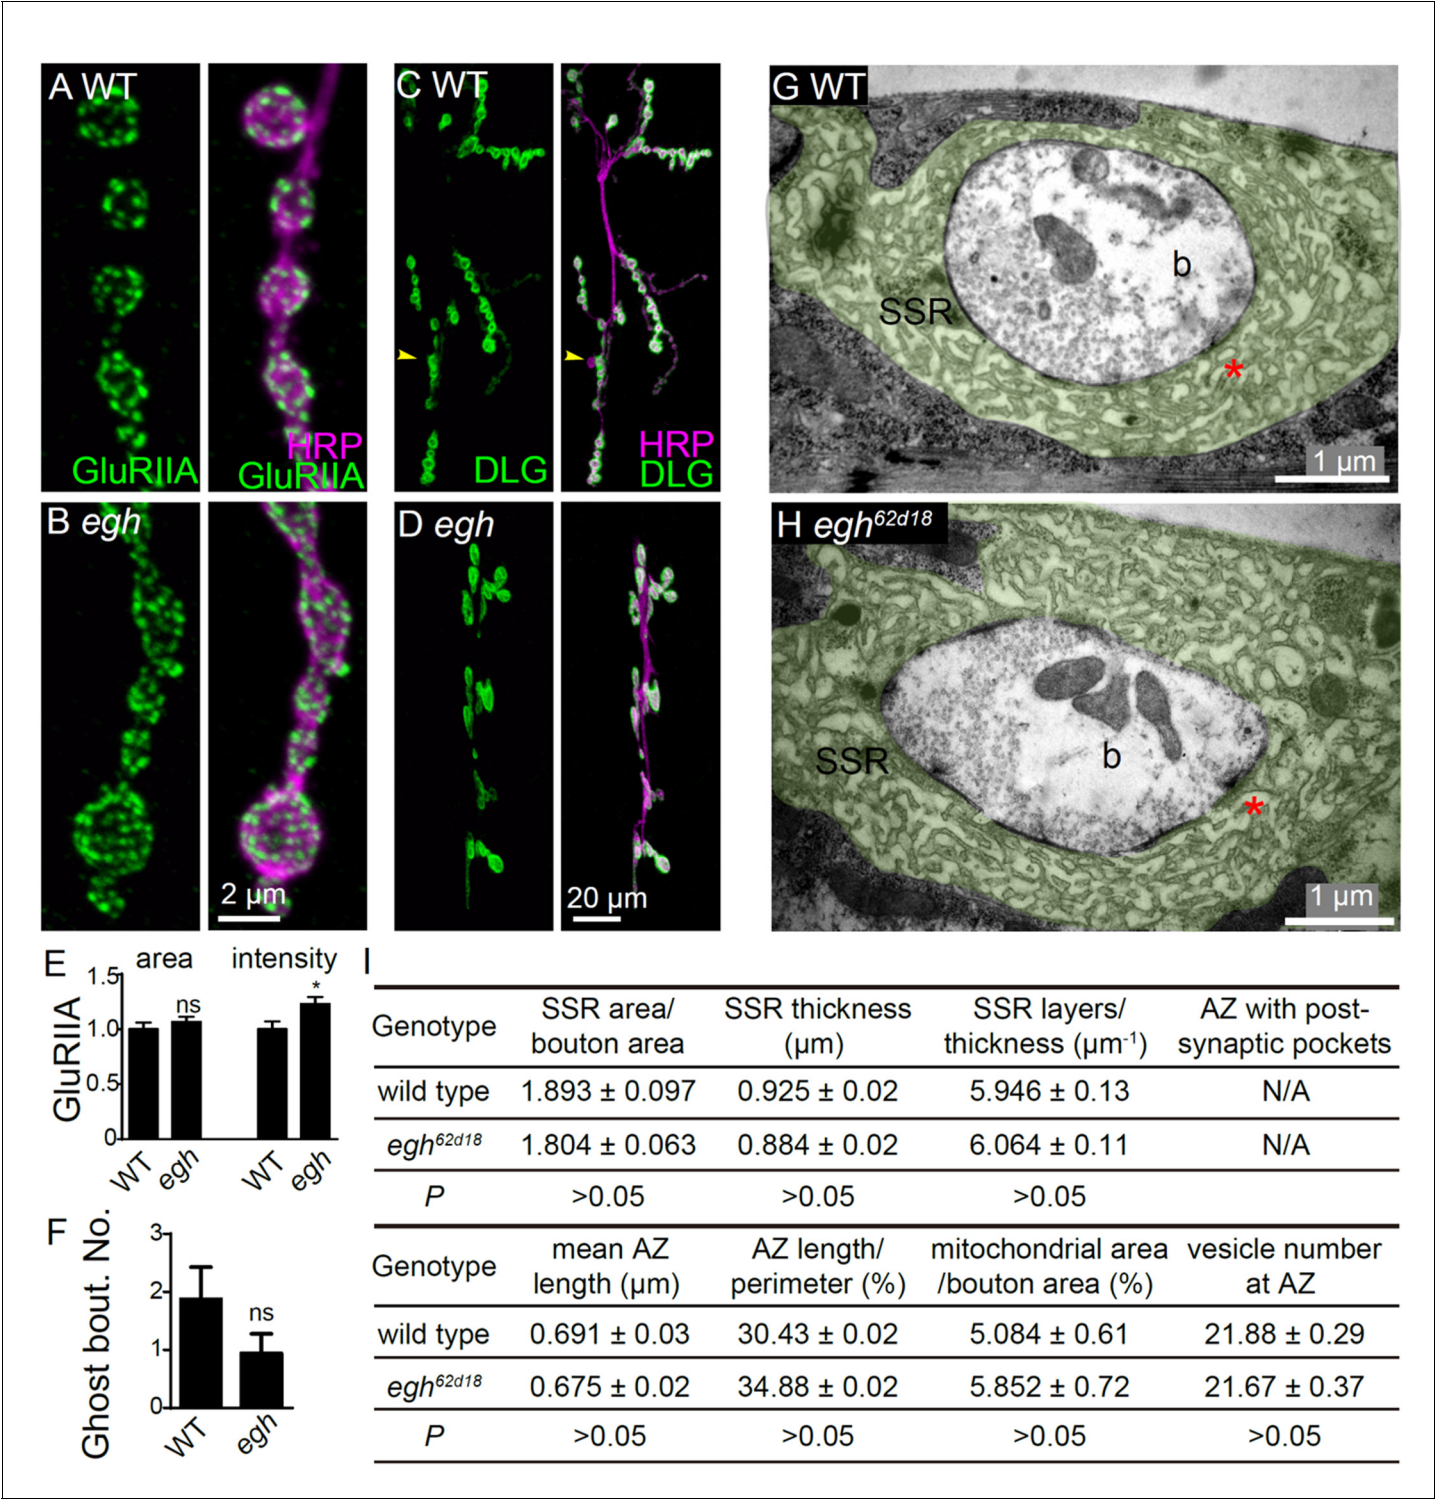 A WT
GluRIIA
HRP
GluRIIA
B egh
2 µm
C WT
DLG
HRP
DLG
D egh
20 µm
G WT
SSR
b
*
1 µm
H egh62d18
SSR
b
*
1 µm
E
area
intensity
GluRIIA
1.5
1.0
0.5
0
ns
*
WT
egh
WT
egh
F
Ghost bout. No.
3
2
1
0
ns
WT
egh
I
Genotype
SSR area/
bouton area
SSR thickness
(µm)
SSR layers/
thickness (µm-1)
AZ with post-
synaptic pockets
wild type 1.893 ± 0.097 0.925 ± 0.02 5.946 ± 0.13 N/A
egh62d18 1.804 ± 0.063 0.884 ± 0.02 6.064 ± 0.11 N/A
P >0.05 >0.05 >0.05
Genotype
mean AZ
length (µm)
AZ length/
perimeter (%)
mitochondrial area
/bouton area (%)
vesicle number
at AZ
wild type 0.691 ± 0.03 30.43 ± 0.02 5.084 ± 0.61 21.88 ± 0.29
egh62d18 0.675 ± 0.02 34.88 ± 0.02 5.852 ± 0.72 21.67 ± 0.37
P >0.05 >0.05 >0.05 >0.05